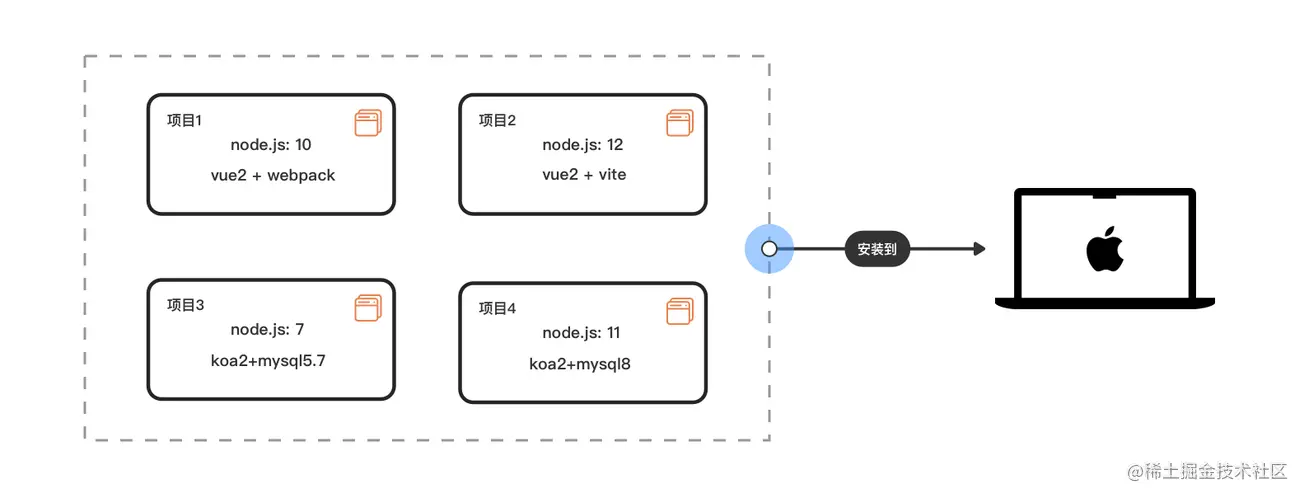 项目1
node.js: 10
vue2 + webpack
项目2
node.js: 12
vue2 + vite
项目3
node.js: 7
koa2+mysql5.7
项目4
node.js: 11
koa2+mysql8
安装到
@稀土掘金技术社区